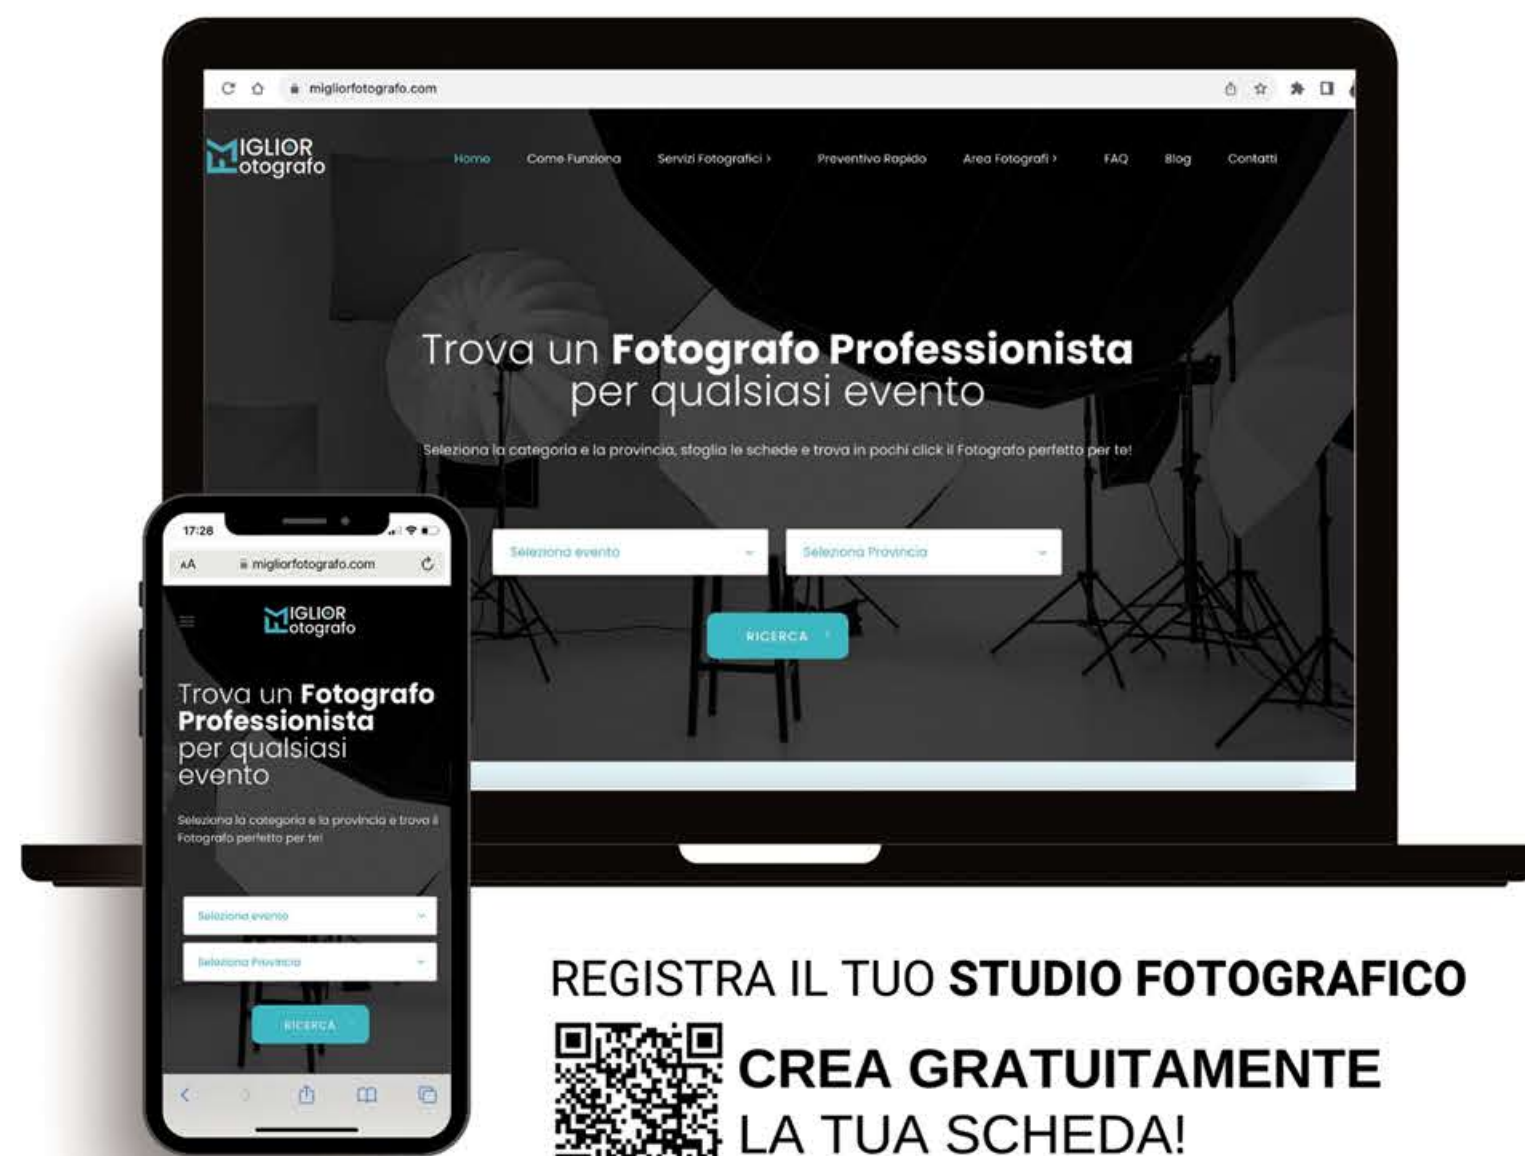 migliorfotografo.com
MIGLIOR
Fotografo
Home Come Funziona Servizi Fotografici > Preventivo Rapido Area Fotografi > FAQ Blog Contatti
Trova un Fotografo Professionista
per qualsiasi evento
Seleziona la categoria e la provincia, sfoglia le schede e trova in pochi click il Fotografo perfetto per te!
Seleziona evento
Seleziona Provincia
RICERCA
17:28
AA migliorfotografo.com
MIGLIOR
Fotografo
Trova un Fotografo
Professionista
per qualsiasi
evento
Seleziona la categoria e la provincia e trova il
Fotografo perfetto per te!
Seleziona evento
Seleziona Provincia
RICERCA
REGISTRA IL TUO STUDIO FOTOGRAFICO
CREA GRATUITAMENTE
LA TUA SCHEDA!